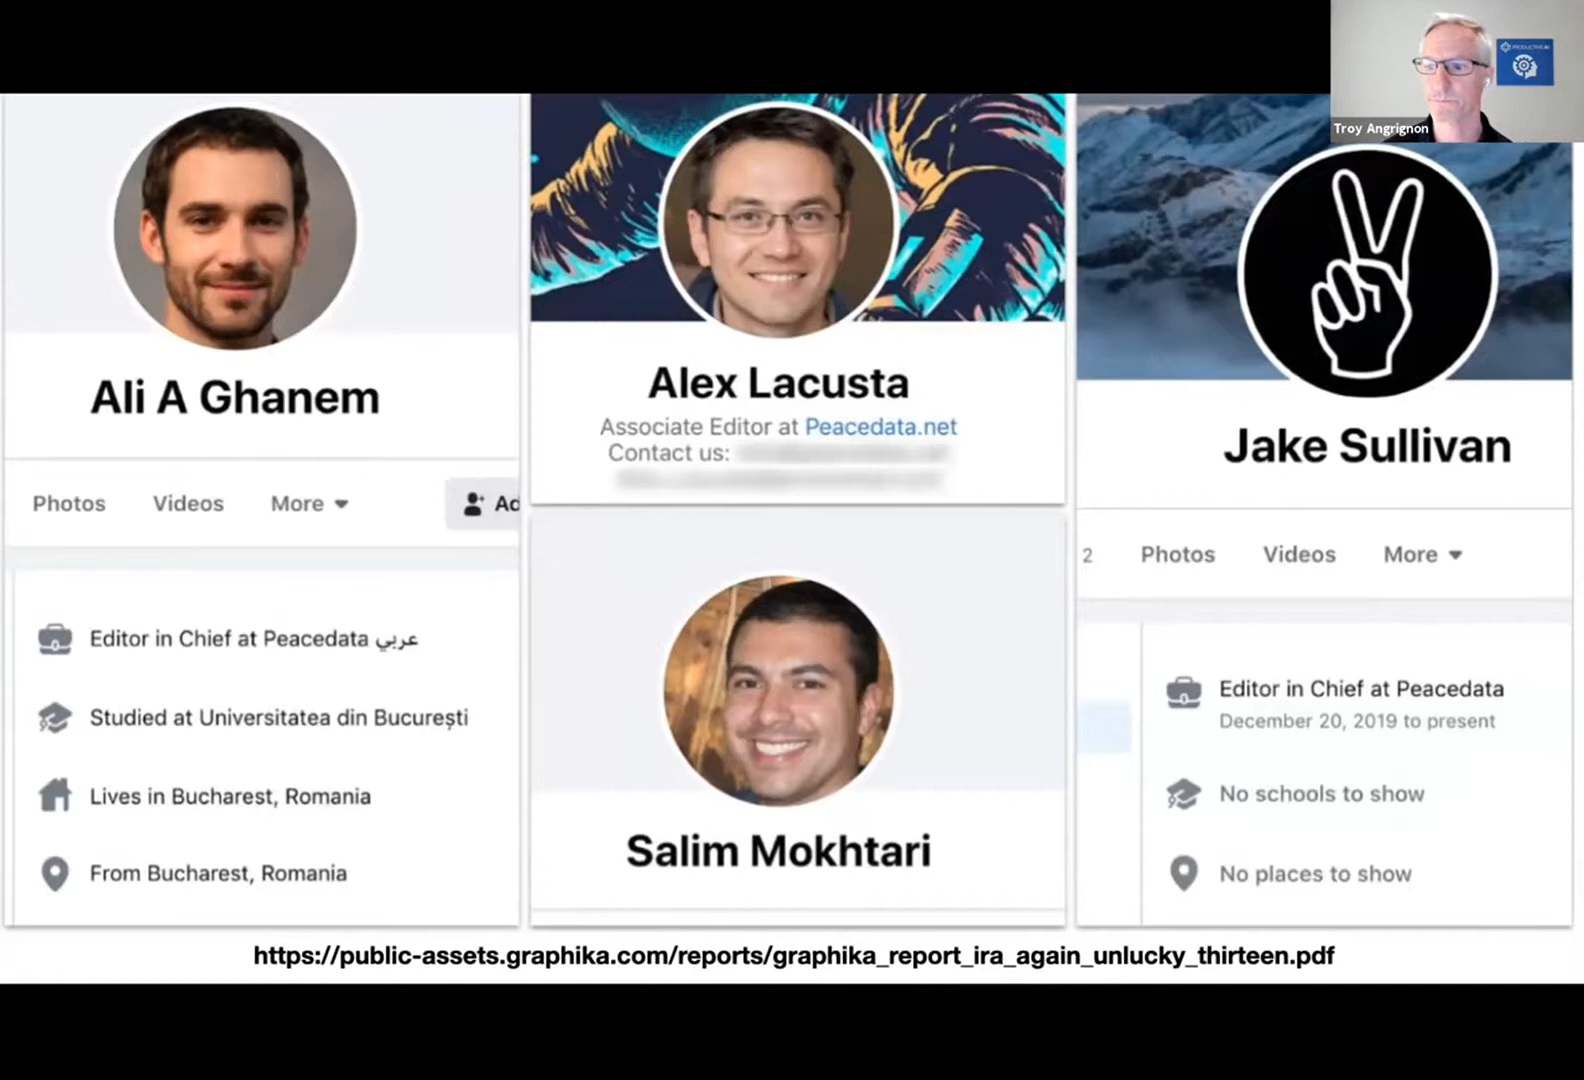 PRODUCTIVE AI
Troy Angrignon
Ali A Ghanem
Photos Videos More Ad
Editor in Chief at Peacedata عربي
Studied at Universitatea din București
Lives in Bucharest, Romania
From Bucharest, Romania
Alex Lacusta
Associate Editor at Peacedata.net
Contact us:
Salim Mokhtari
Jake Sullivan
2 Photos Videos More
Editor in Chief at Peacedata
December 20, 2019 to present
No schools to show
No places to show
https://public-assets.graphika.com/reports/graphika_report_ira_again_unlucky_thirteen.pdf